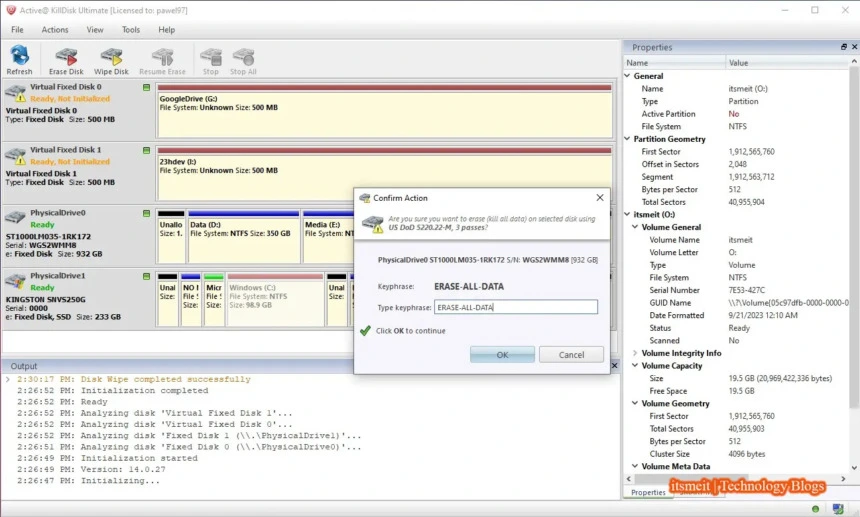 Active@ KillDisk Ultimate [Licensed to: pawel97]
File Actions View Tools Help
Refresh Erase Disk Wipe Disk Resume Erase Stop Stop All
Virtual Fixed Disk 0
Ready, Not Initialized
Virtual Fixed Disk 0
Type: Fixed Disk Size: 500 MB
GoogleDrive (G:)
File System: Unknown Size: 500 MB
Virtual Fixed Disk 1
Ready, Not Initialized
Virtual Fixed Disk 1
Type: Fixed Disk Size: 500 MB
23hdev (I:)
File System: Unknown Size: 500 MB
PhysicalDrive0
Ready
ST1000LM035-1RK172
Serial: WGS2WMM8
e: Fixed Disk Size: 932 GB
Unallo
Size: 1.
Data (D:)
File System: NTFS Size: 350 GB
Media (E:)
File System: NT
PhysicalDrive1
Ready
KINGSTON SNVS250G
Serial: 0000
e: Fixed Disk, SSD Size: 233 GB
Unal
Size:
NO I
File S
Size:
Micr
File S
Size:
Windows (C:)
File System: NTFS
Size: 98.9 GB
Unal
Size:
Confirm Action
Are you sure you want to erase (kill all data) on selected disk using
US DoD 5220.22-M, 3 passes?
PhysicalDrive0 ST1000LM035-1RK172 S/N: WGS2WMM8 [932 GB]
Keyphrase: ERASE-ALL-DATA
Type keyphrase: ERASE-ALL-DATA
Click OK to continue
OK Cancel
Output
2:30:17 PM: Disk Wipe completed successfully
2:26:52 PM: Initialization completed
2:26:52 PM: Ready
2:26:52 PM: Analyzing disk 'Virtual Fixed Disk 1'...
2:26:52 PM: Analyzing disk 'Virtual Fixed Disk 0'...
2:26:52 PM: Analyzing disk 'Fixed Disk 1 (\\.\PhysicalDrive1)'...
2:26:51 PM: Analyzing disk 'Fixed Disk 0 (\\.\PhysicalDrive0)'...
2:26:49 PM: Initialization started
2:26:49 PM: Version: 14.0.27
2:26:47 PM: Initializing...
Properties
Name Value
General
Name itsmeit (O:)
Type Partition
Active Partition No
File System NTFS
Partition Geometry
First Sector 1,912,565,760
Offset in Sectors 2,048
Segment 1,912,563,712
Bytes per Sector 512
Total Sectors 40,955,904
itsmeit (O:)
Volume General
Volume Name itsmeit
Volume Letter O:
Type Volume
File System NTFS
Serial Number 7E53-427C
GUID Name \\?\Volume{05c97dfb-0000-0000-0
Date Formatted 9/21/2023 12:10 AM
Status Ready
Scanned No
Volume Integrity Info
Volume Capacity
Size 19.5 GB (20,969,422,336 bytes)
Free Space 19.5 GB
Volume Geometry
First Sector 1,912,565,760
Total Sectors 40,955,903
Bytes per Sector 512
Cluster Size 4096 bytes
Volume Meta Data
Properties
itsmeit | Technology Blogs